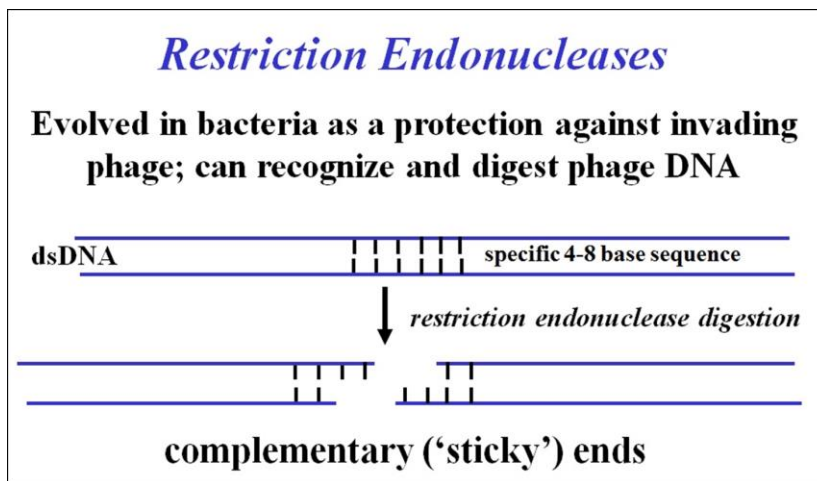 Restriction Endonucleases
Evolved in bacteria as a protection against invading
phage; can recognize and digest phage DNA
dsDNA
specific 4-8 base sequence
restriction endonuclease digestion
complementary (‘sticky’) ends